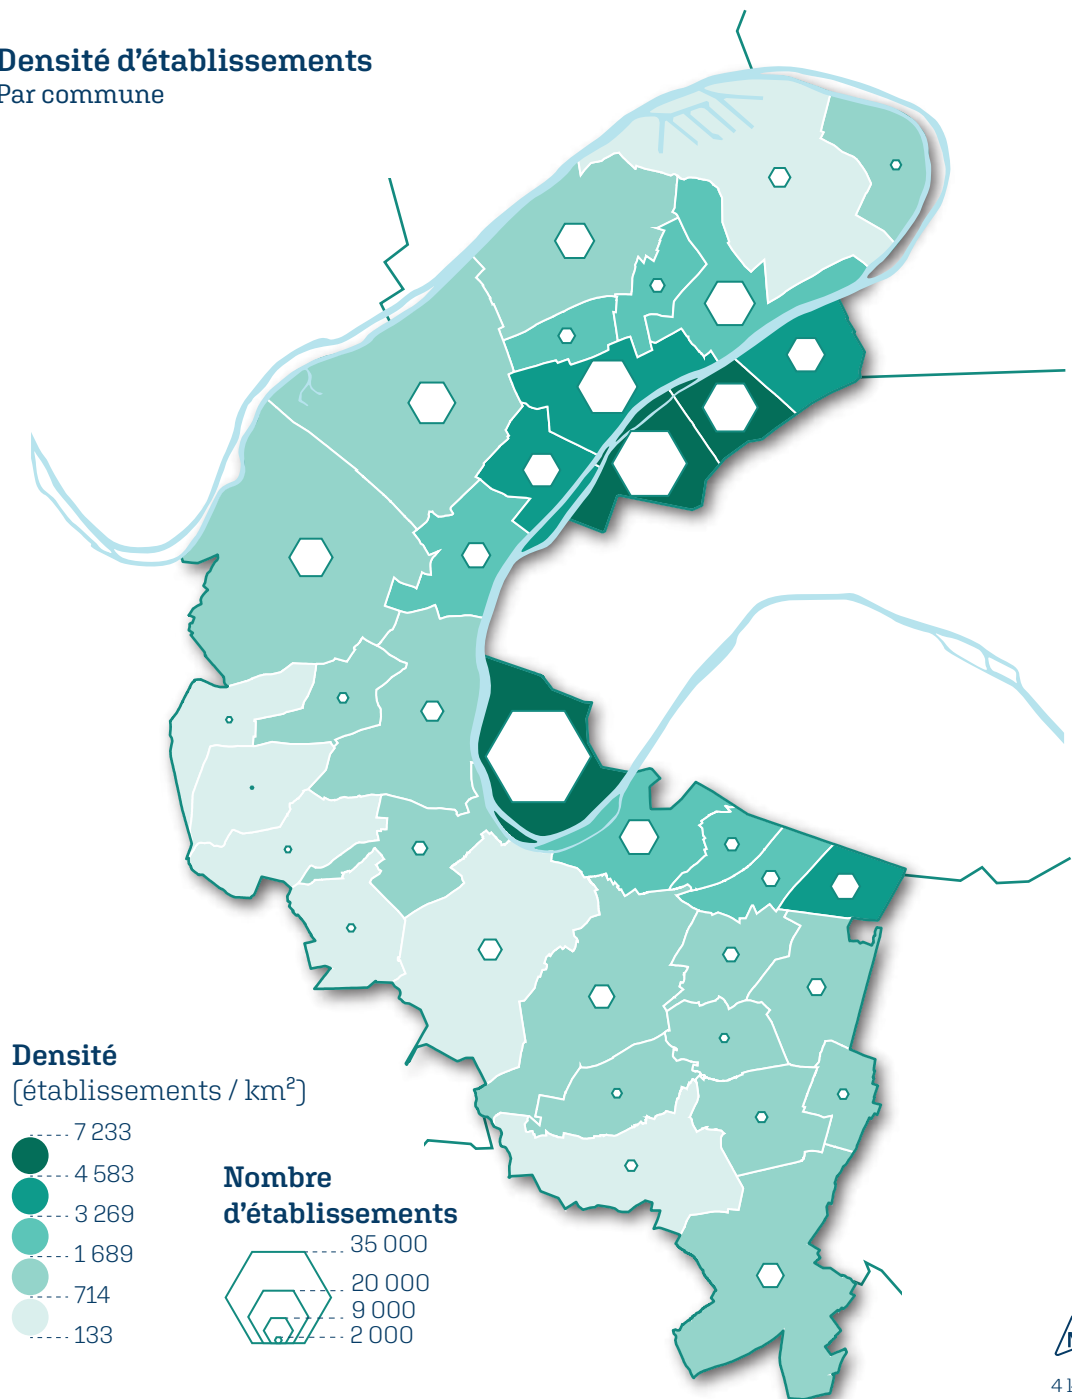 Densité d'établissements
Par commune
Densité
(établissements / km²)
7 233
4 583
3 269
1 689
714
133
Nombre
d'établissements
35 000
20 000
9 000
2 000